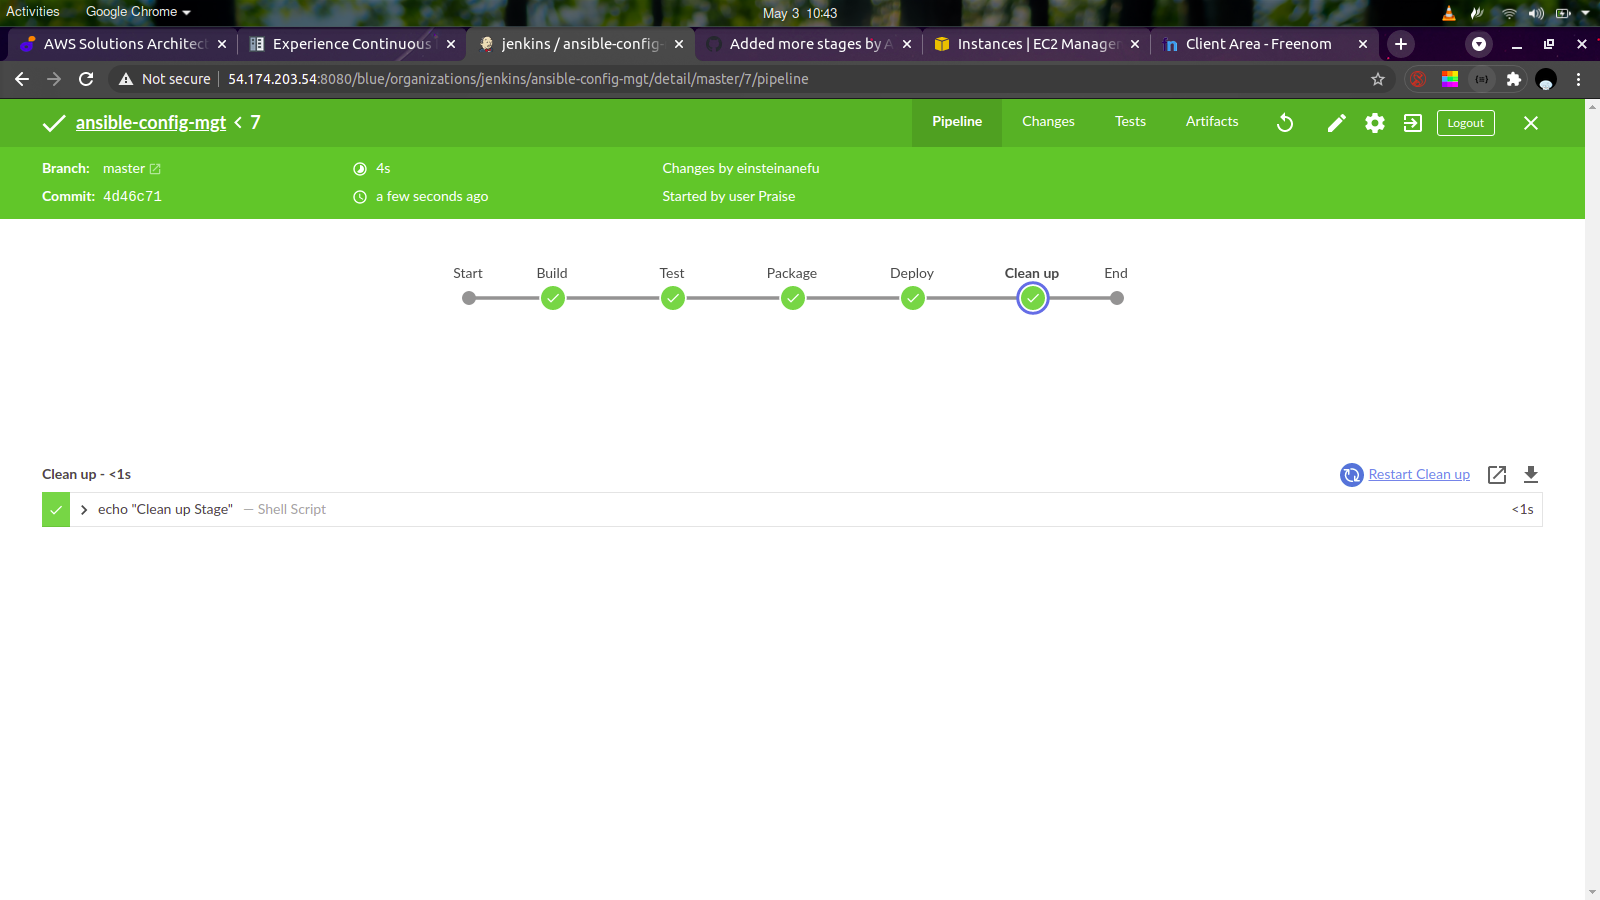 Activities Google Chrome May 3 10:43
AWS Solutions Architect Experience Continuous jenkins / ansible-config- Added more stages by A Instances | EC2 Manager Client Area - Freenom
Not secure 54.174.203.54:8080/blue/organizations/jenkins/ansible-config-mgt/detail/master/7/pipeline
ansible-config-mgt < 7 Pipeline Changes Tests Artifacts Logout
Branch: master 4s Changes by einsteinanefu
Commit: 4d46c71 a few seconds ago Started by user Praise
Start Build Test Package Deploy Clean up End
Clean up - <1s Restart Clean up
echo "Clean up Stage" — Shell Script <1s